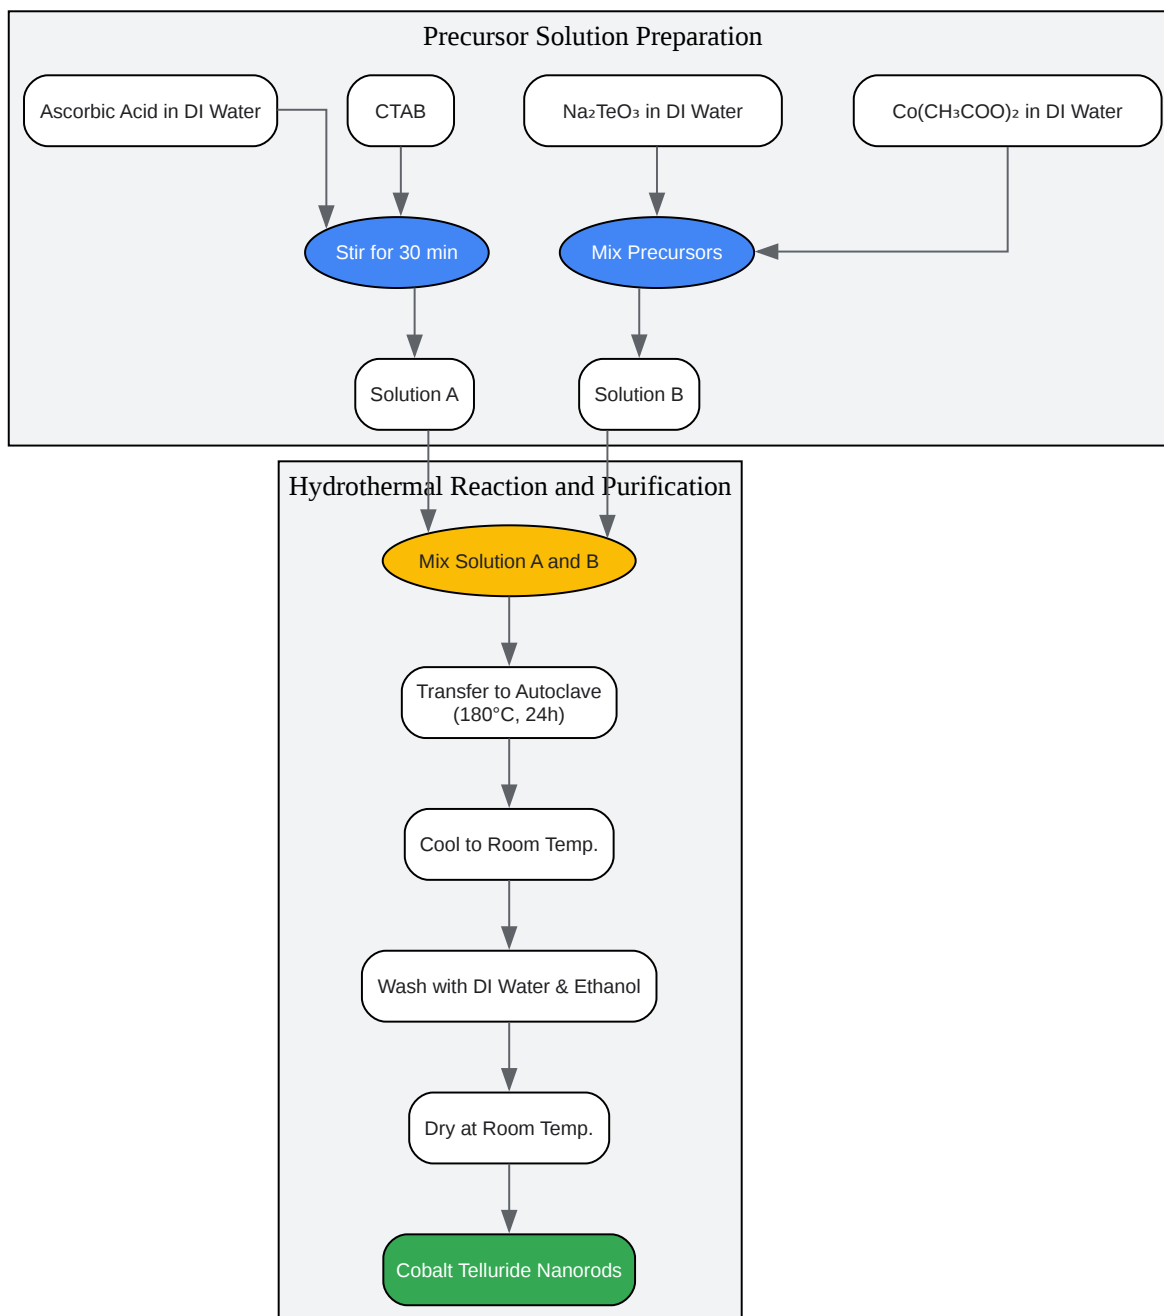 Precursor Solution Preparation
Ascorbic Acid in DI Water
CTAB
Na₂TeO₃ in DI Water
Co(CH₃COO)₂ in DI Water
Stir for 30 min
Mix Precursors
Solution A
Solution B
Hydrothermal Reaction and Purification
Mix Solution A and B
Transfer to Autoclave
(180°C, 24h)
Cool to Room Temp.
Wash with DI Water & Ethanol
Dry at Room Temp.
Cobalt Telluride Nanorods